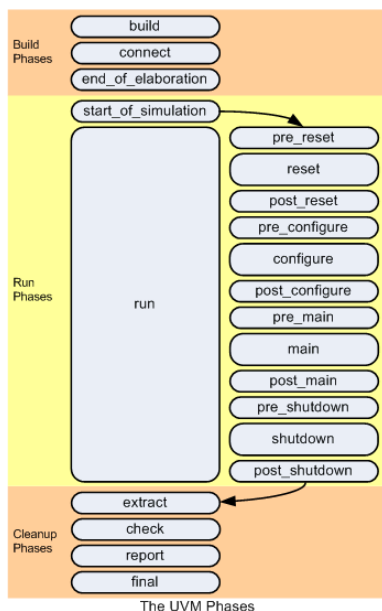 Build
Phases
build
connect
end_of_elaboration
Run
Phases
start_of_simulation
run
pre_reset
reset
post_reset
pre_configure
configure
post_configure
pre_main
main
post_main
pre_shutdown
shutdown
post_shutdown
Cleanup
Phases
extract
check
report
final
The UVM Phases